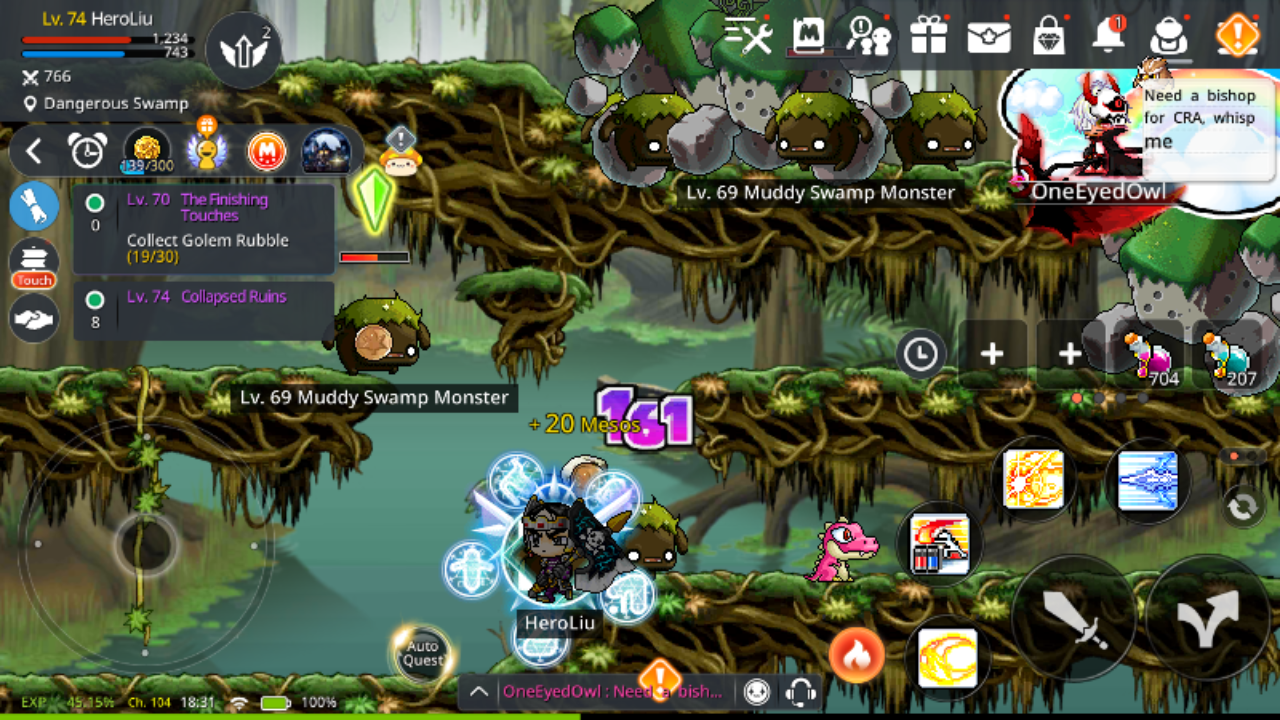 Lv. 74 HeroLiu
1,234
743
2
766
Dangerous Swamp
139/300
M
M
1
Need a bishop
for CRA, whisp
me
OneEyedOwl
Lv. 69 Muddy Swamp Monster
Lv. 70 The Finishing
Touches
0
Collect Golem Rubble
(19/30)
Touch
Lv. 74 Collapsed Ruins
8
704
207
Lv. 69 Muddy Swamp Monster
161
+ 20 Mesos
HeroLiu
Auto
Quest
OneEyedOwl : Need a bish...
EXP 45.15% Ch. 104 18:31 100%